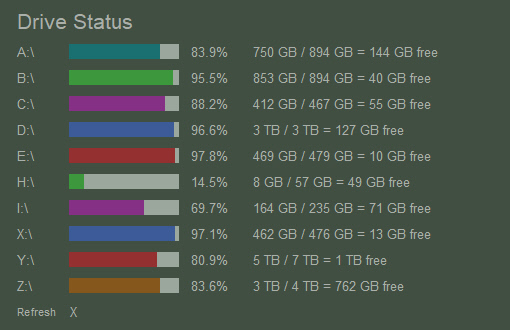 Drive Status
A:\ 83.9% 750 GB / 894 GB = 144 GB free
B:\ 95.5% 853 GB / 894 GB = 40 GB free
C:\ 88.2% 412 GB / 467 GB = 55 GB free
D:\ 96.6% 3 TB / 3 TB = 127 GB free
E:\ 97.8% 469 GB / 479 GB = 10 GB free
H:\ 14.5% 8 GB / 57 GB = 49 GB free
I:\ 69.7% 164 GB / 235 GB = 71 GB free
X:\ 97.1% 462 GB / 476 GB = 13 GB free
Y:\ 80.9% 5 TB / 7 TB = 1 TB free
Z:\ 83.6% 3 TB / 4 TB = 762 GB free
Refresh X